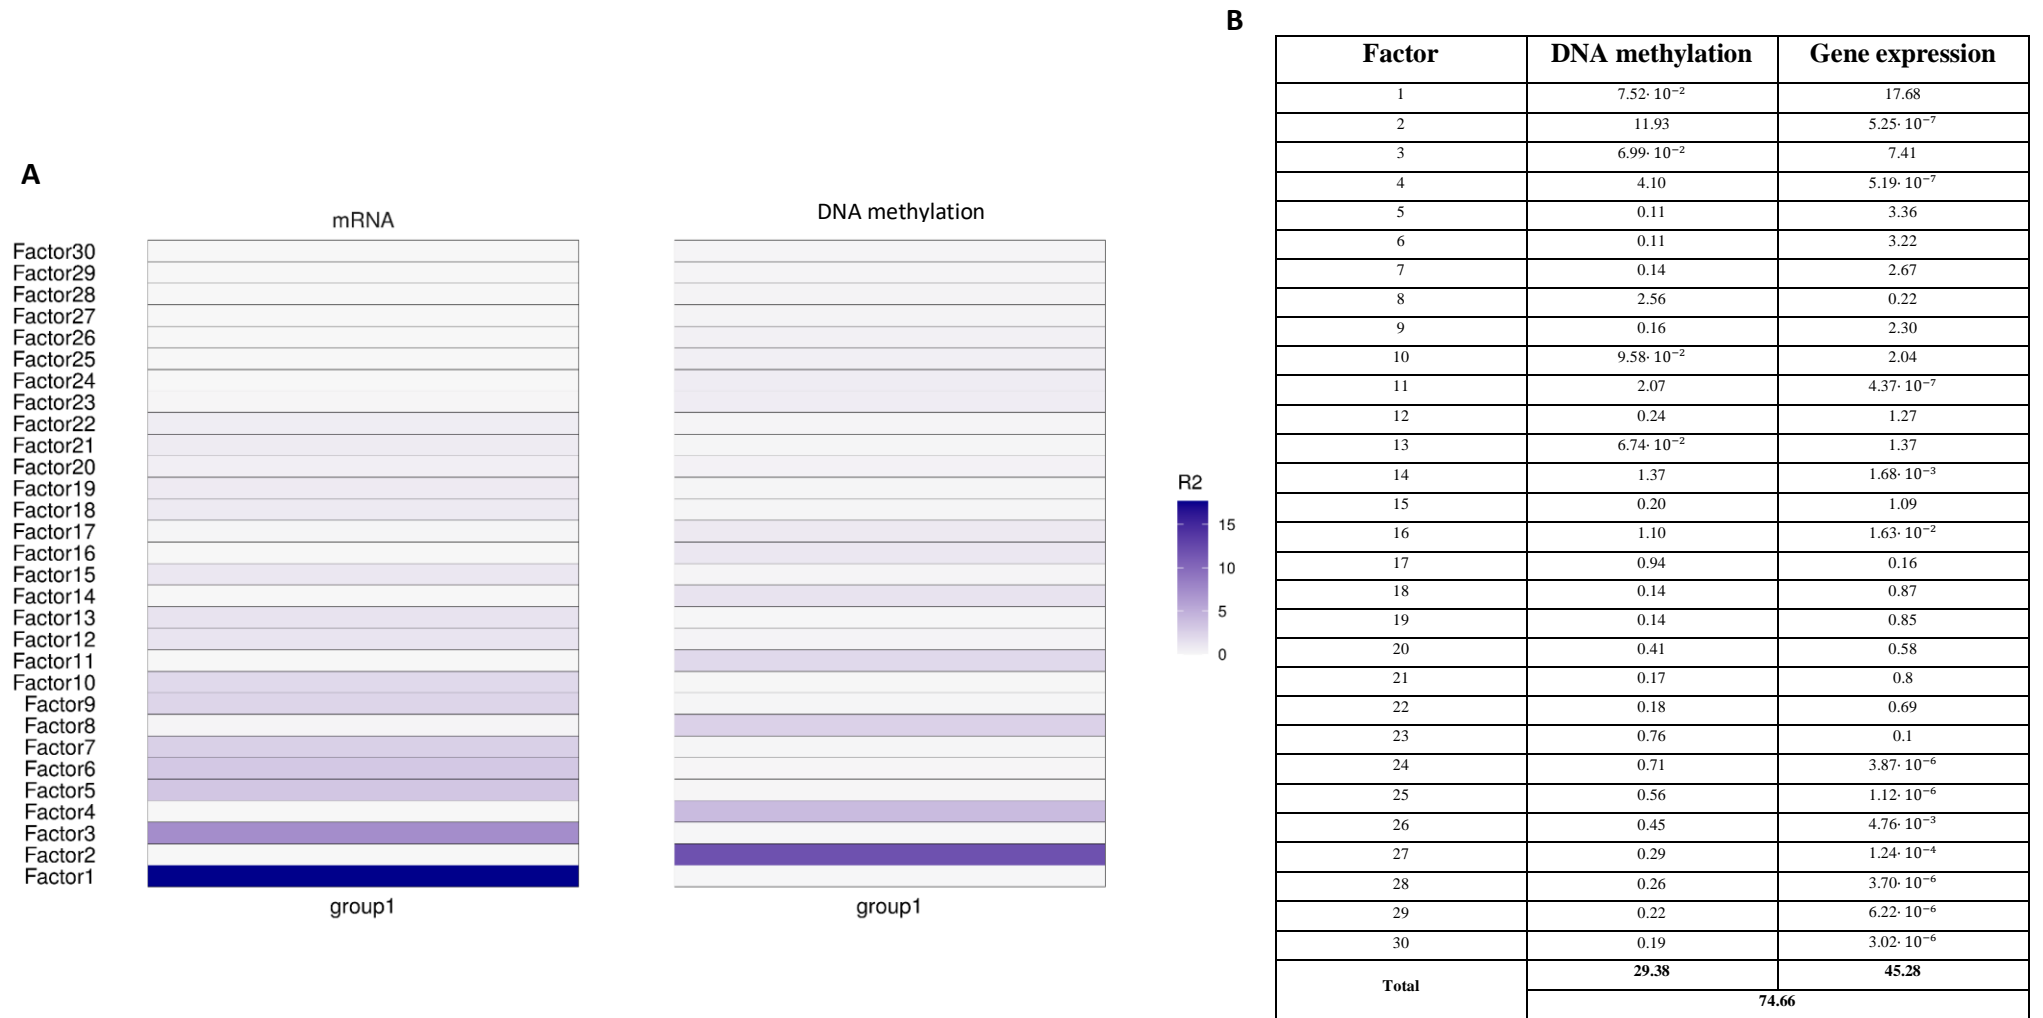 A
mRNA
DNA methylation
Factor30
Factor29
Factor28
Factor27
Factor26
Factor25
Factor24
Factor23
Factor22
Factor21
Factor20
Factor19
Factor18
Factor17
Factor16
Factor15
Factor14
Factor13
Factor12
Factor11
Factor10
Factor9
Factor8
Factor7
Factor6
Factor5
Factor4
Factor3
Factor2
Factor1
group1
group1
R2
15
10
5
0
B
Factor DNA methylation Gene expression
1 7.52· 10⁻² 17.68
2 11.93 5.25· 10⁻⁷
3 6.99· 10⁻² 7.41
4 4.10 5.19· 10⁻⁷
5 0.11 3.36
6 0.11 3.22
7 0.14 2.67
8 2.56 0.22
9 0.16 2.30
10 9.58· 10⁻² 2.04
11 2.07 4.37· 10⁻⁷
12 0.24 1.27
13 6.74· 10⁻² 1.37
14 1.37 1.68· 10⁻³
15 0.20 1.09
16 1.10 1.63· 10⁻²
17 0.94 0.16
18 0.14 0.87
19 0.14 0.85
20 0.41 0.58
21 0.17 0.8
22 0.18 0.69
23 0.76 0.1
24 0.71 3.87· 10⁻⁶
25 0.56 1.12· 10⁻⁶
26 0.45 4.76· 10⁻³
27 0.29 1.24· 10⁻⁴
28 0.26 3.70· 10⁻⁶
29 0.22 6.22· 10⁻⁶
30 0.19 3.02· 10⁻⁶
Total 29.38 45.28
74.66